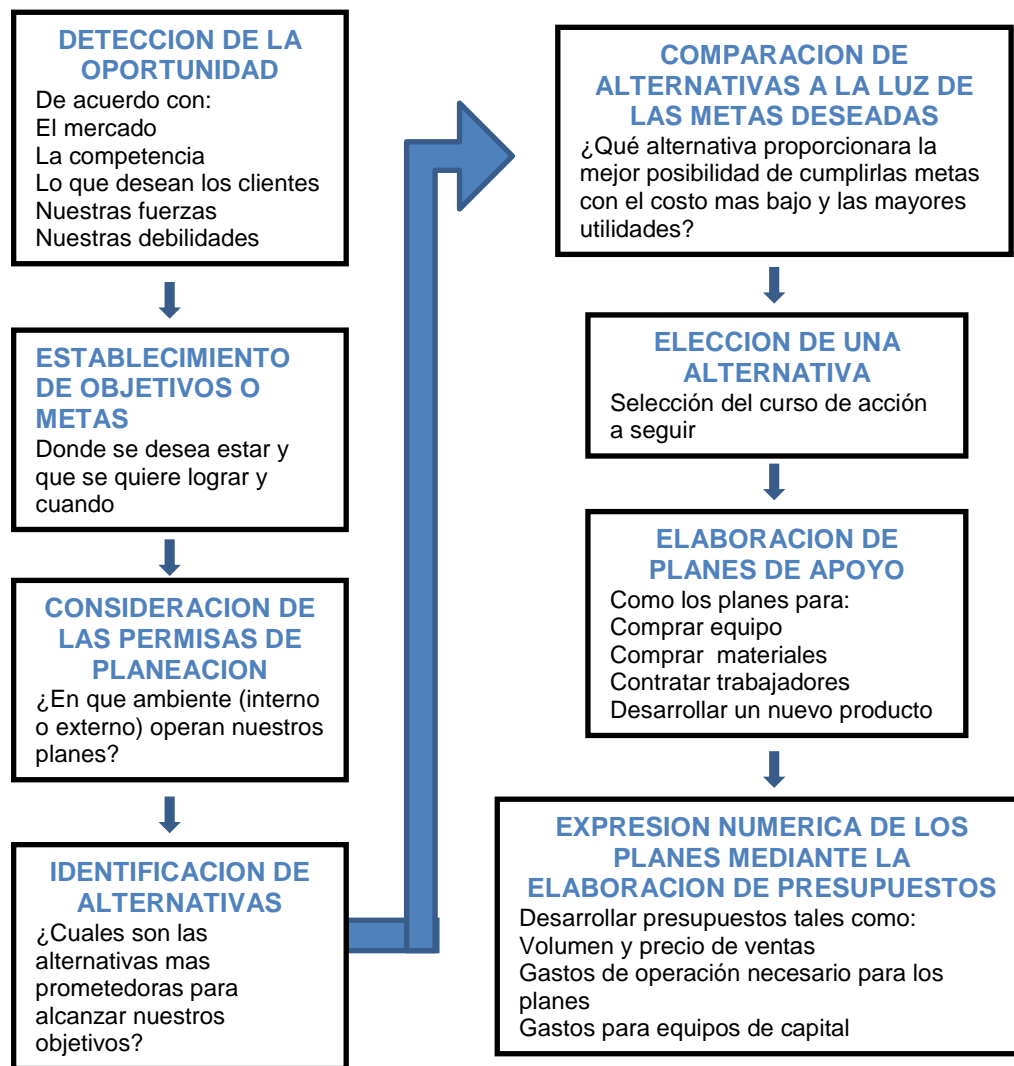 DETECCION DE LA
OPORTUNIDAD
De acuerdo con:
El mercado
La competencia
Lo que desean los clientes
Nuestras fuerzas
Nuestras debilidades
ESTABLECIMIENTO
DE OBJETIVOS O
METAS
Donde se desea estar y
que se quiere lograr y
cuando
CONSIDERACION DE
LAS PERMISAS DE
PLANEACION
¿En que ambiente (interno
o externo) operan nuestros
planes?
IDENTIFICACION DE
ALTERNATIVAS
¿Cuales son las
alternativas mas
prometedoras para
alcanzar nuestros
objetivos?
COMPARACION DE
ALTERNATIVAS A LA LUZ DE
LAS METAS DESEADAS
¿Qué alternativa proporcionara la
mejor posibilidad de cumplirlas metas
con el costo mas bajo y las mayores
utilidades?
ELECCION DE UNA
ALTERNATIVA
Selección del curso de acción
a seguir
ELABORACION DE
PLANES DE APOYO
Como los planes para:
Comprar equipo
Comprar materiales
Contratar trabajadores
Desarrollar un nuevo producto
EXPRESION NUMERICA DE LOS
PLANES MEDIANTE LA
ELABORACION DE PRESUPUESTOS
Desarrollar presupuestos tales como:
Volumen y precio de ventas
Gastos de operación necesario para los
planes
Gastos para equipos de capital